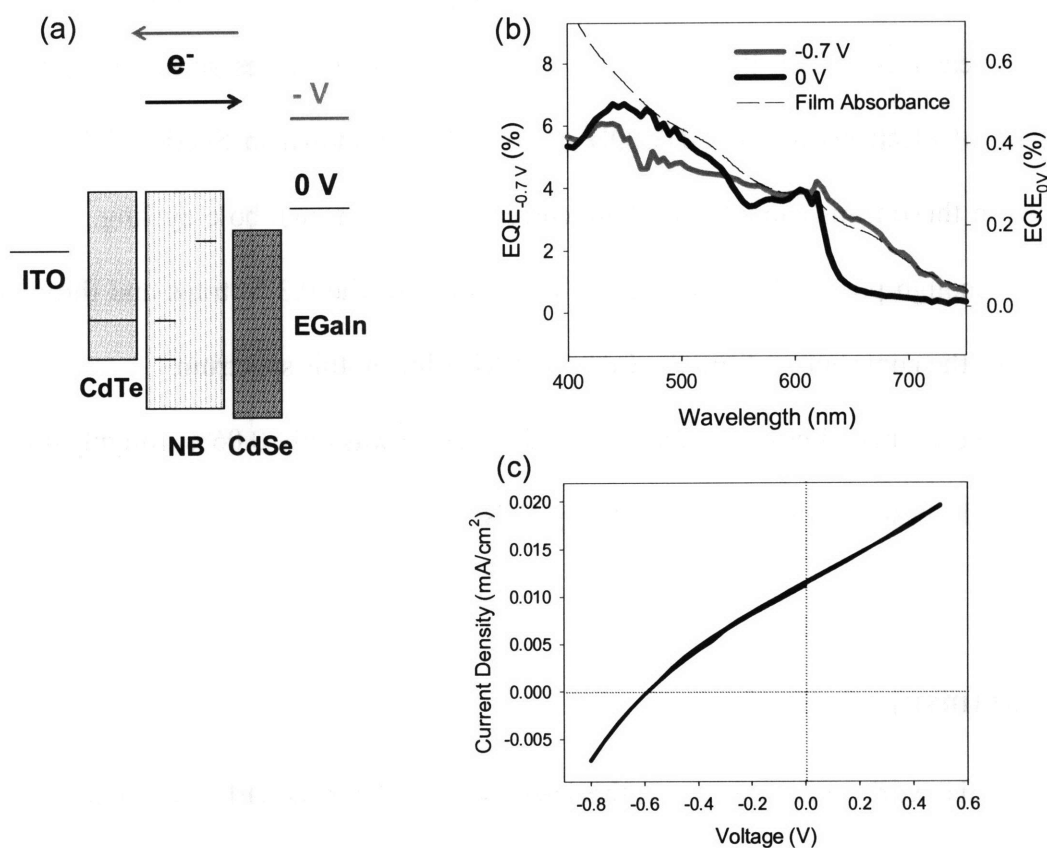 (a)
e-
- V
0 V
ITO
EGaIn
CdTe
NB
CdSe
(b)
-0.7 V
0 V
Film Absorbance
EQE-0.7 V (%)
8
6
4
2
0
EQE0V (%)
0.6
0.4
0.2
0.0
400
500
600
700
Wavelength (nm)
(c)
Current Density (mA/cm²)
0.020
0.015
0.010
0.005
0.000
-0.005
-0.8
-0.6
-0.4
-0.2
0.0
0.2
0.4
0.6
Voltage (V)